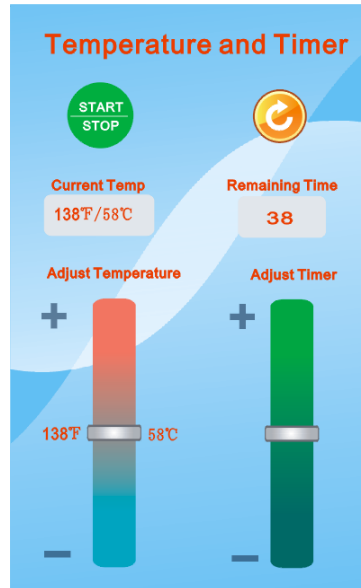 Temperature and Timer
START
STOP
Current Temp
Remaining Time
138℉/58℃
38
Adjust Temperature
Adjust Timer
+
+
138℉
58℃
−
−